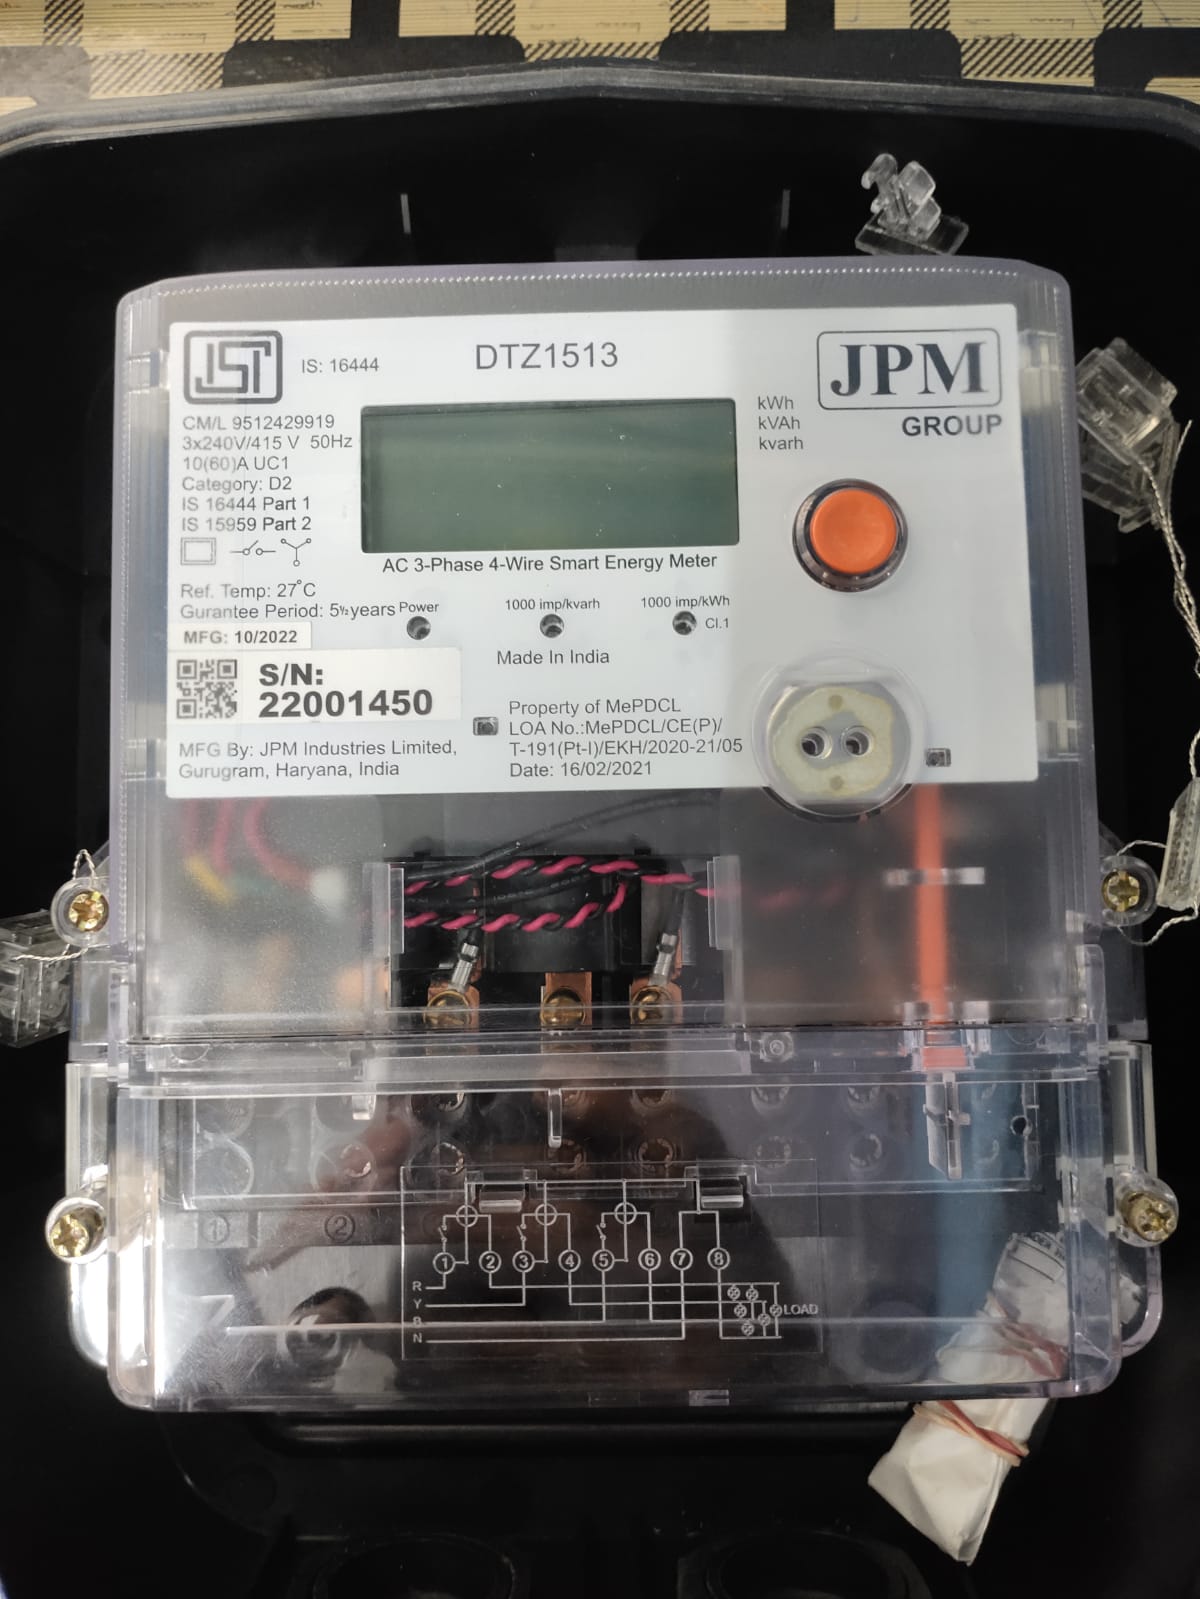 IS: 16444
DTZ1513
JPM
GROUP
CM/L 9512429919
3x240V/415 V 50Hz
10(60)A UC1
Category: D2
IS 16444 Part 1
IS 15959 Part 2
kWh
kVAh
kvarh
AC 3-Phase 4-Wire Smart Energy Meter
Ref. Temp: 27°C
Gurantee Period: 5½years
Power
1000 imp/kvarh
1000 imp/kWh
Cl.1
MFG: 10/2022
Made In India
S/N:
22001450
Property of MePDCL
LOA No.:MePDCL/CE(P)/
T-191(Pt-I)/EKH/2020-21/05
Date: 16/02/2021
MFG By: JPM Industries Limited,
Gurugram, Haryana, India
1 2
1 2 3 4 5 6 7 8
R
Y
B
N
LOAD